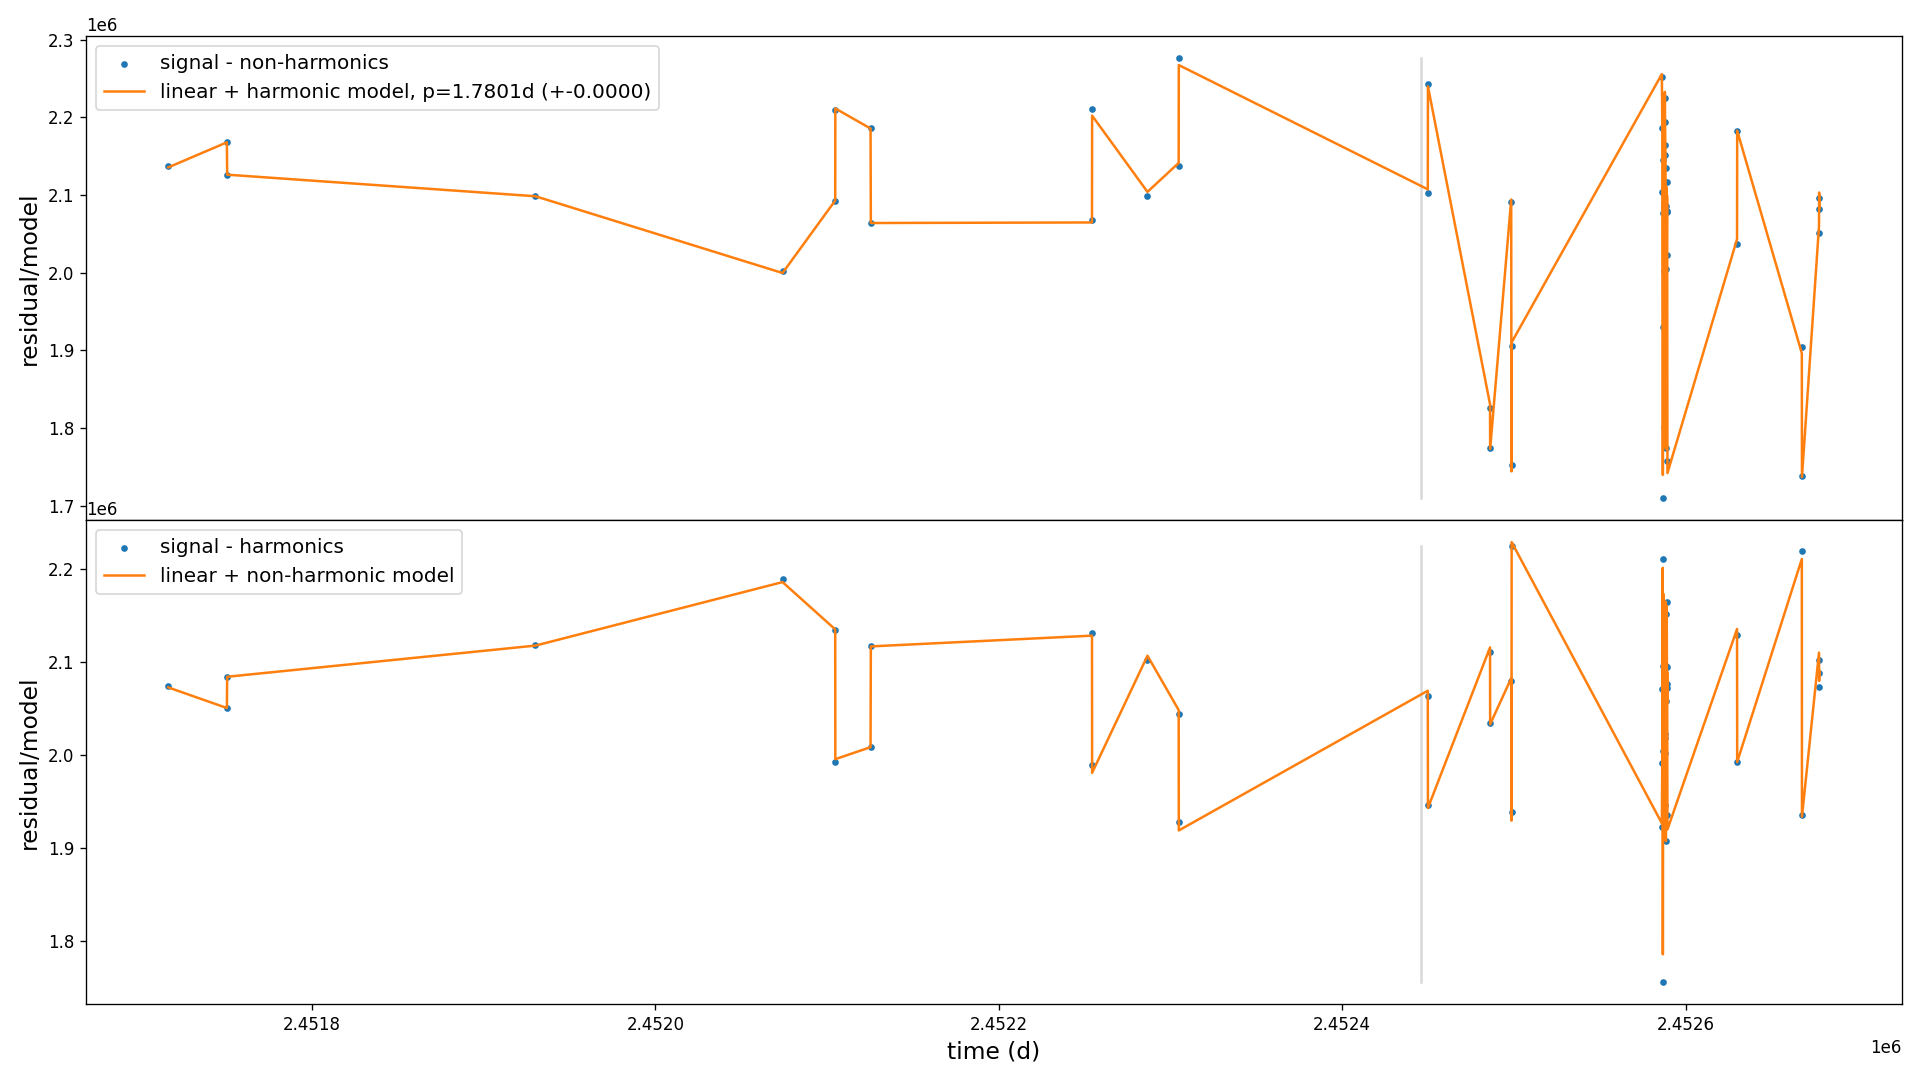 1e6
2.3
2.2
2.1
2.0
1.9
1.8
1.7
residual/model
signal - non-harmonics
linear + harmonic model, p=1.7801d (+-0.0000)
1e6
2.2
2.1
2.0
1.9
1.8
residual/model
signal - harmonics
linear + non-harmonic model
2.4518
2.4520
2.4522
2.4524
2.4526
1e6
time (d)